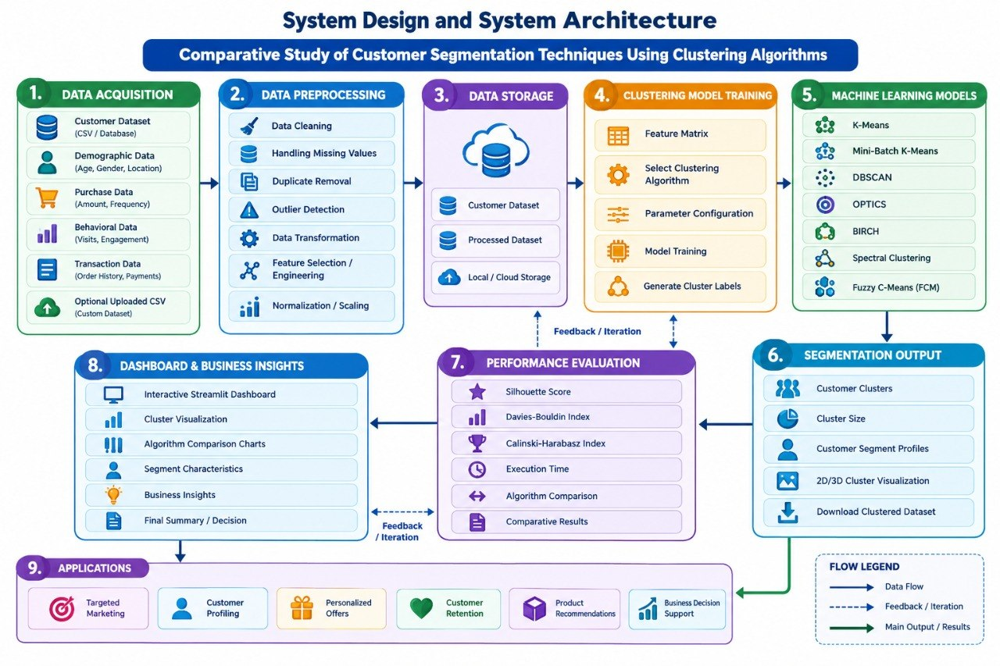 System Design and System Architecture
Comparative Study of Customer Segmentation Techniques Using Clustering Algorithms
1. DATA ACQUISITION
Customer Dataset
(CSV / Database)
Demographic Data
(Age, Gender, Location)
Purchase Data
(Amount, Frequency)
Behavioral Data
(Visits, Engagement)
Transaction Data
(Order History, Payments)
Optional Uploaded CSV
(Custom Dataset)
2. DATA PREPROCESSING
Data Cleaning
Handling Missing Values
Duplicate Removal
Outlier Detection
Data Transformation
Feature Selection /
Engineering
Normalization / Scaling
3. DATA STORAGE
Customer Dataset
Processed Dataset
Local / Cloud Storage
4. CLUSTERING MODEL TRAINING
Feature Matrix
Select Clustering
Algorithm
Parameter Configuration
Model Training
Generate Cluster Labels
5. MACHINE LEARNING MODELS
K-Means
Mini-Batch K-Means
DBSCAN
OPTICS
BIRCH
Spectral Clustering
Fuzzy C-Means (FCM)
Feedback / Iteration
6. SEGMENTATION OUTPUT
Customer Clusters
Cluster Size
Customer Segment Profiles
2D/3D Cluster Visualization
Download Clustered Dataset
7. PERFORMANCE EVALUATION
Silhouette Score
Davies-Bouldin Index
Calinski-Harabasz Index
Execution Time
Algorithm Comparison
Comparative Results
8. DASHBOARD & BUSINESS INSIGHTS
Interactive Streamlit Dashboard
Cluster Visualization
Algorithm Comparison Charts
Segment Characteristics
Business Insights
Final Summary / Decision
Feedback
/ Iteration
9. APPLICATIONS
Targeted
Marketing
Customer
Profiling
Personalized
Offers
Customer
Retention
Product
Recommendations
Business Decision
Support
FLOW LEGEND
Data Flow
Feedback / Iteration
Main Output / Results